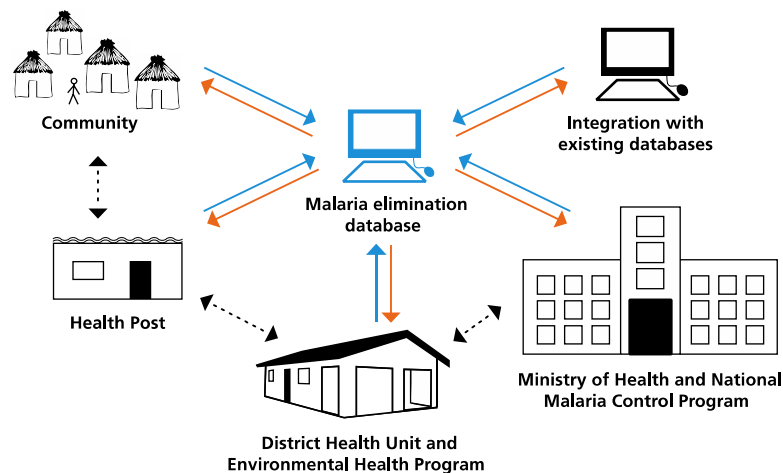 Community
Integration with
existing databases
Malaria elimination
database
Health Post
Ministry of Health and National
Malaria Control Program
District Health Unit and
Environmental Health Program